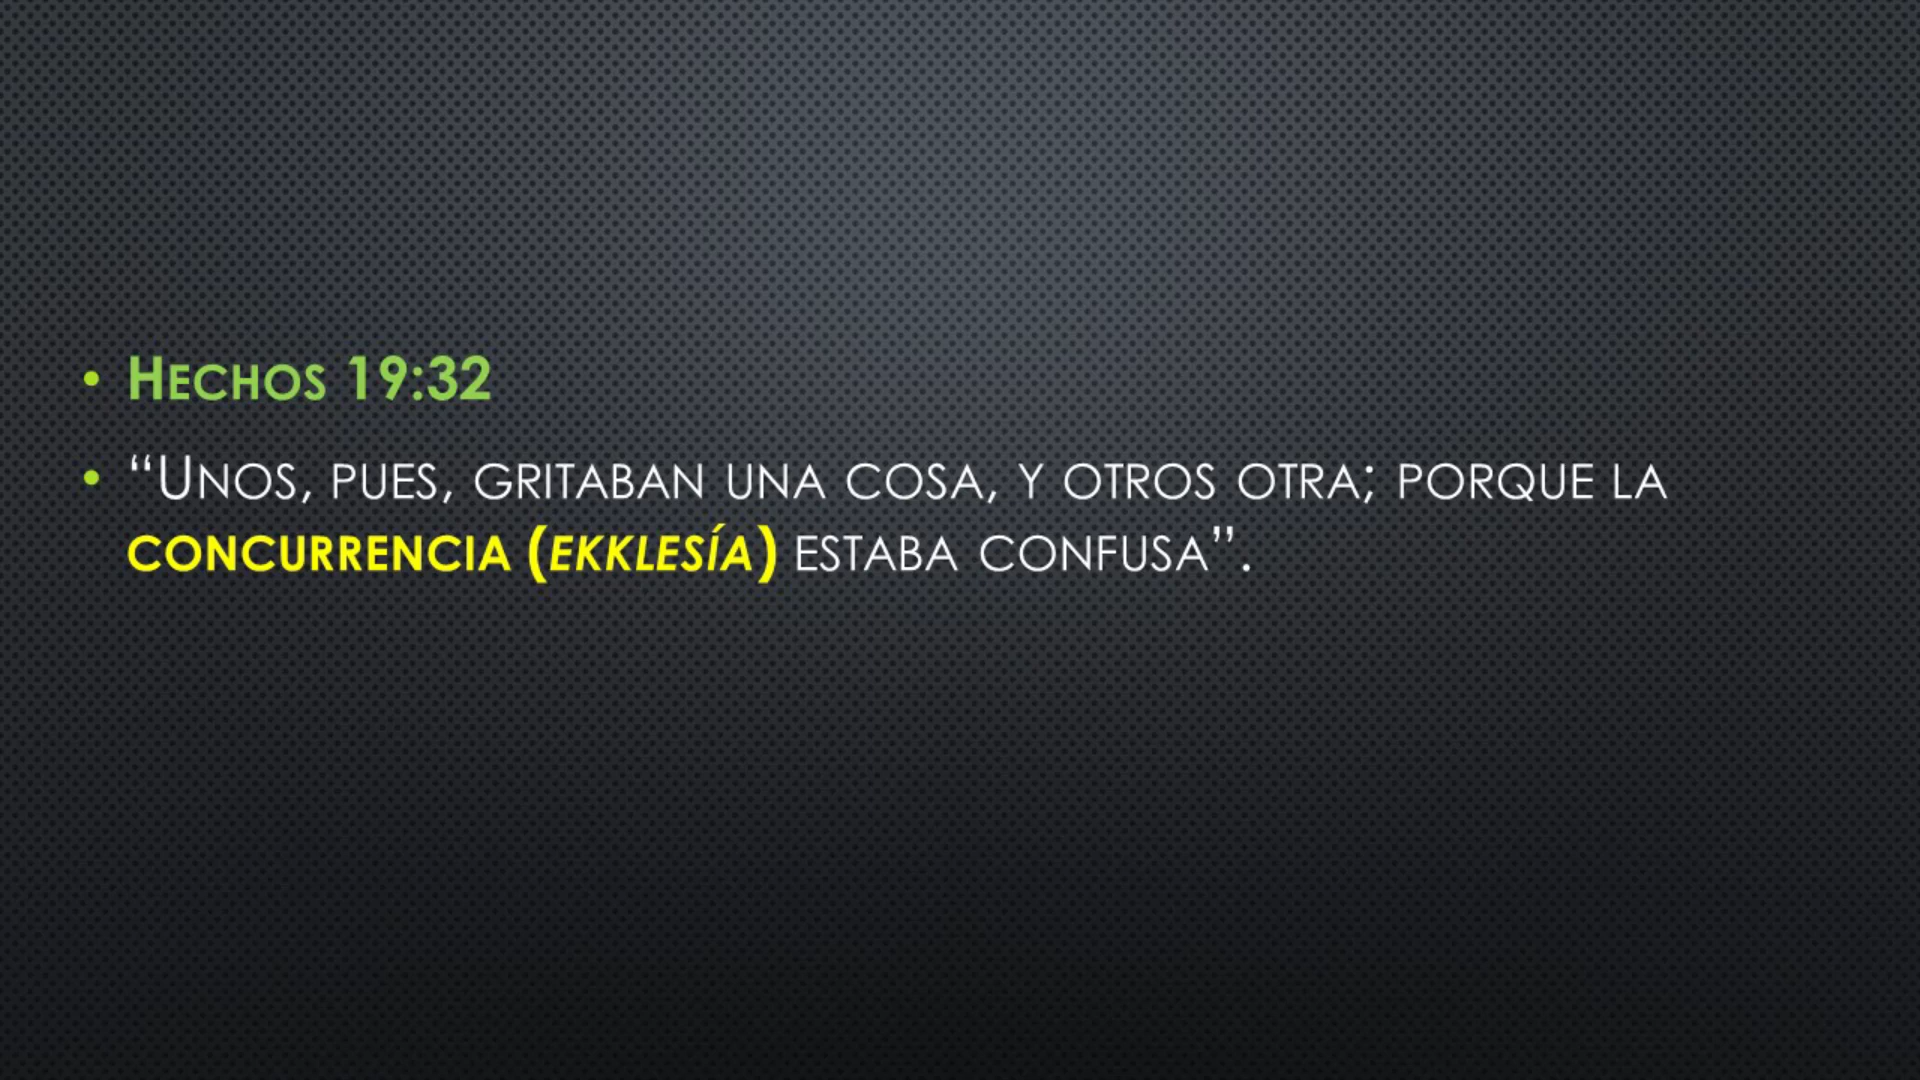 • Hechos 19:32
• “Unos, pues, gritaban una cosa, y otros otra; porque la
concurrencia (ekklesía) estaba confusa”.